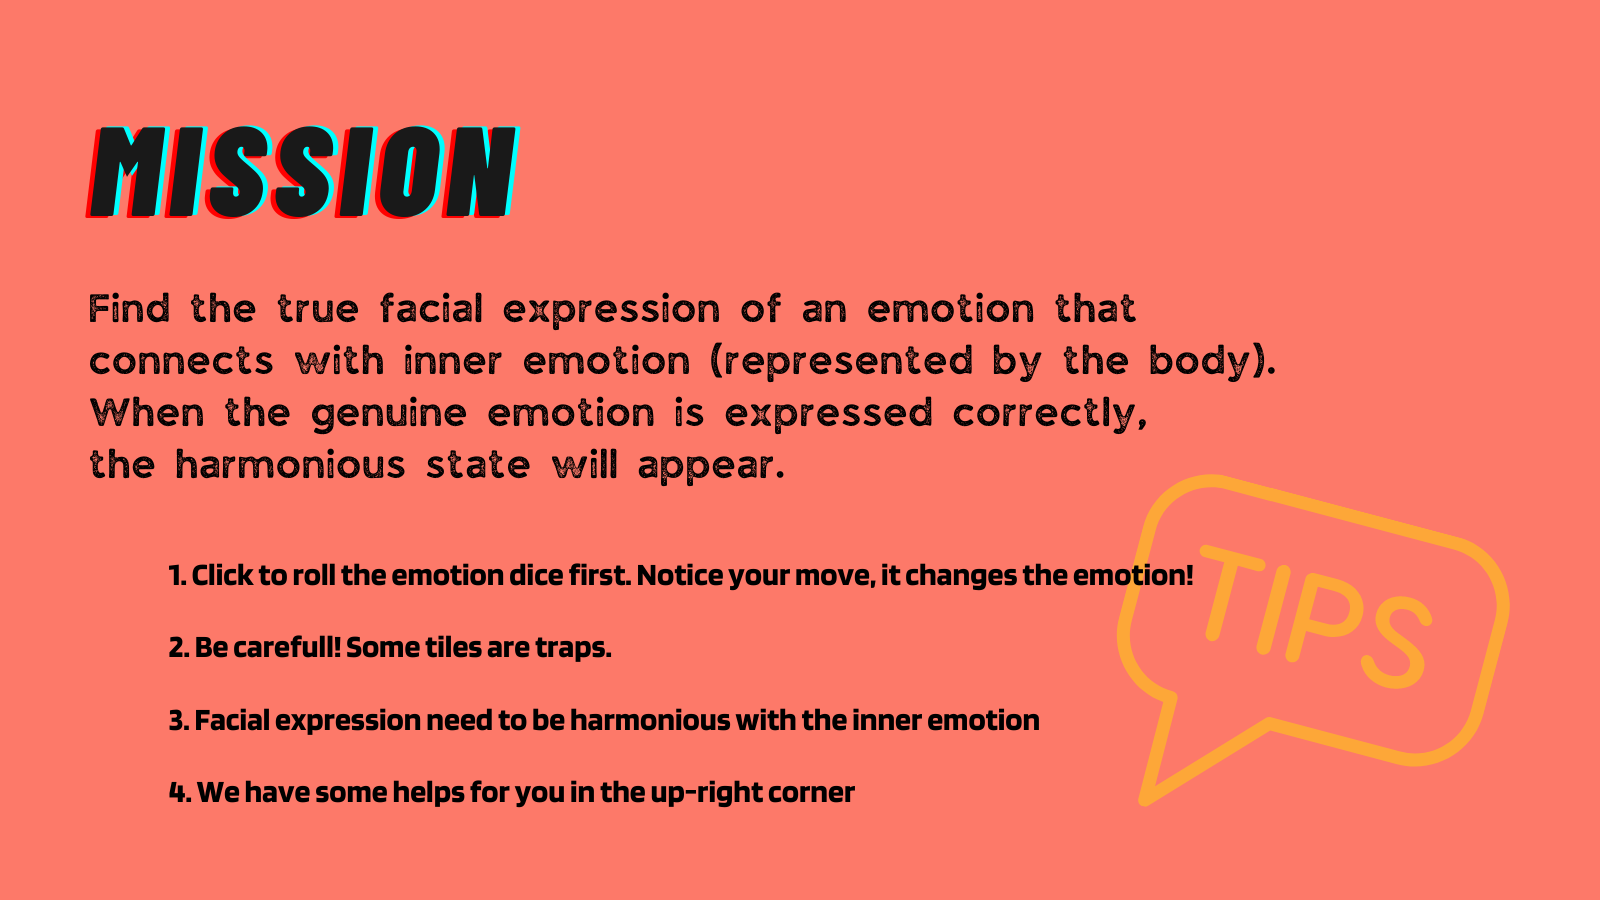 MISSION
Find the true facial expression of an emotion that
connects with inner emotion (represented by the body).
When the genuine emotion is expressed correctly,
the harmonious state will appear.
1. Click to roll the emotion dice first. Notice your move, it changes the emotion!
2. Be carefull! Some tiles are traps.
3. Facial expression need to be harmonious with the inner emotion
4. We have some helps for you in the up-right corner
TIPS